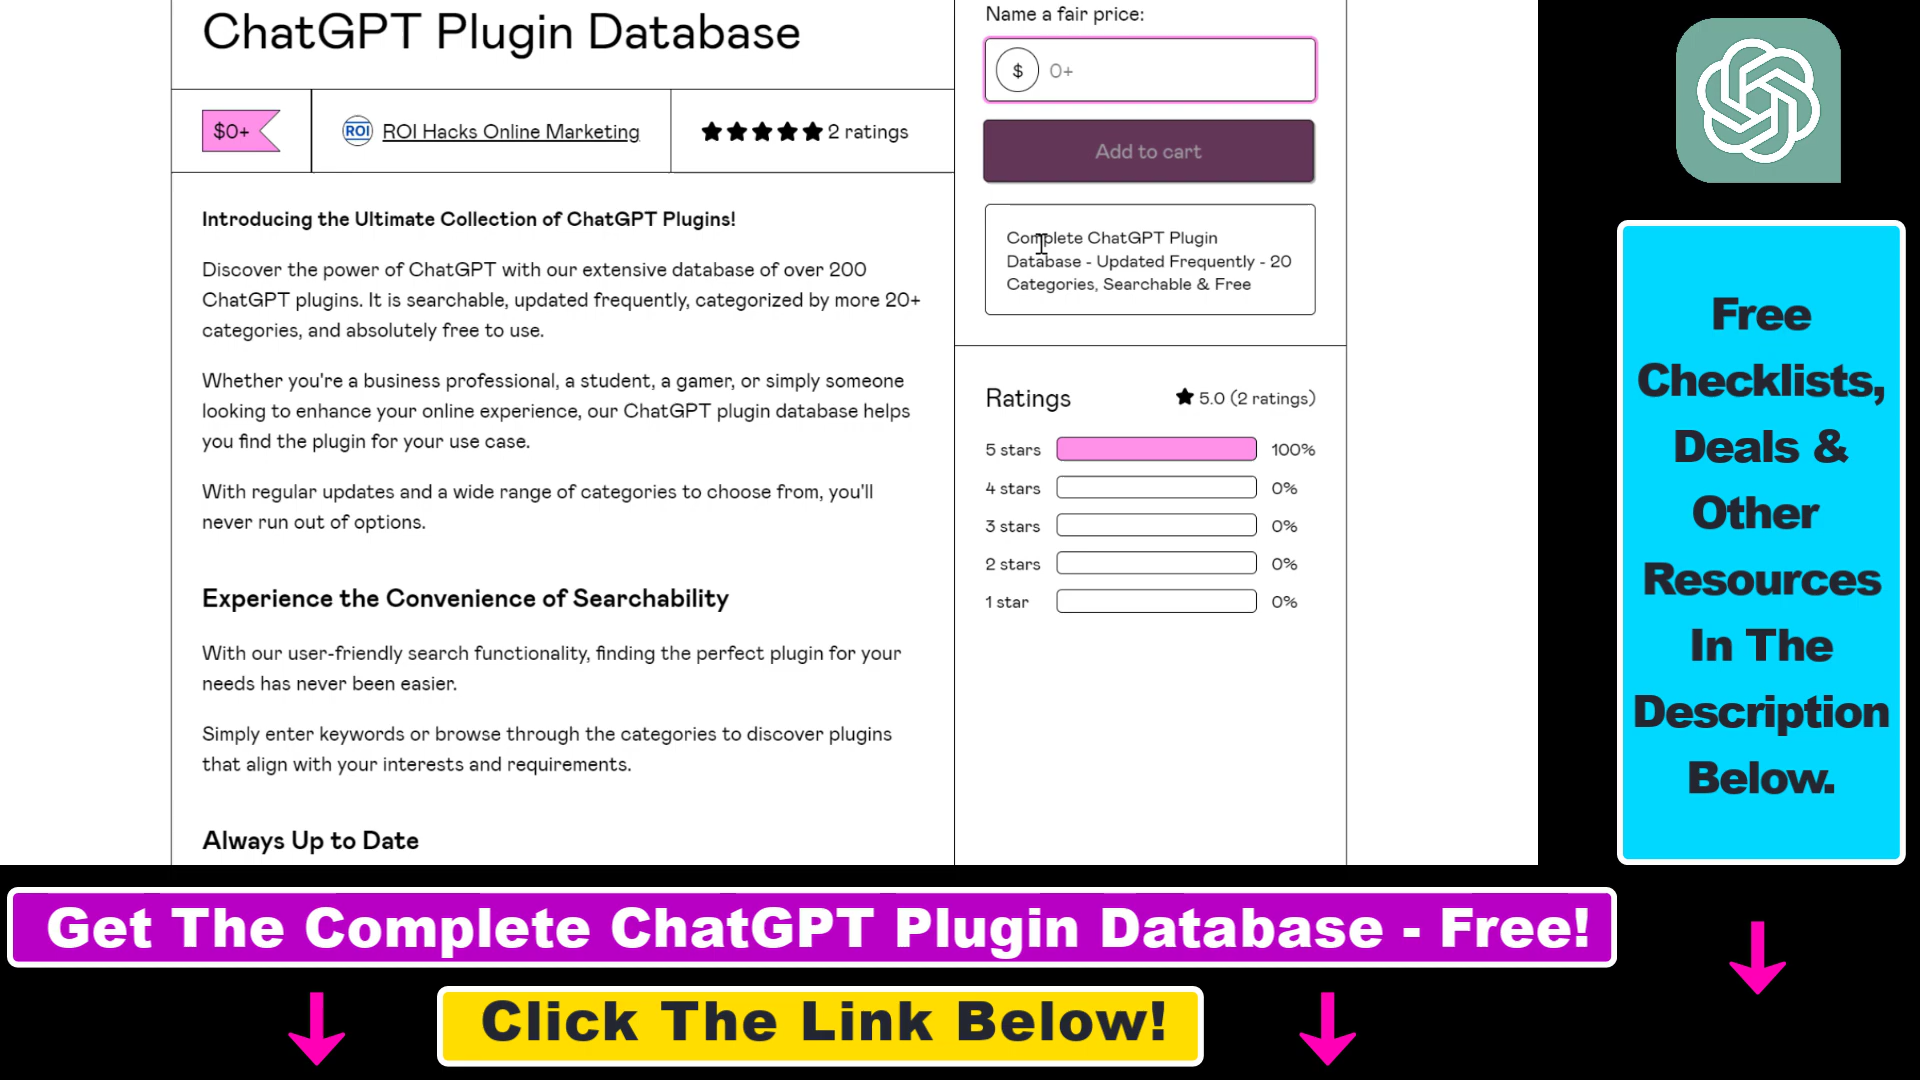 ChatGPT Plugin Database
$0+
ROI
ROI Hacks Online Marketing
2 ratings
Introducing the Ultimate Collection of ChatGPT Plugins!
Discover the power of ChatGPT with our extensive database of over 200
ChatGPT plugins. It is searchable, updated frequently, categorized by more 20+
categories, and absolutely free to use.
Whether you're a business professional, a student, a gamer, or simply someone
looking to enhance your online experience, our ChatGPT plugin database helps
you find the plugin for your use case.
With regular updates and a wide range of categories to choose from, you'll
never run out of options.
Experience the Convenience of Searchability
With our user-friendly search functionality, finding the perfect plugin for your
needs has never been easier.
Simply enter keywords or browse through the categories to discover plugins
that align with your interests and requirements.
Always Up to Date
Name a fair price:
$ 0+
Add to cart
Complete ChatGPT Plugin
Database - Updated Frequently - 20
Categories, Searchable & Free
Ratings
5.0 (2 ratings)
5 stars 100%
4 stars 0%
3 stars 0%
2 stars 0%
1 star 0%
Free
Checklists,
Deals &
Other
Resources
In The
Description
Below.
Get The Complete ChatGPT Plugin Database - Free!
Click The Link Below!